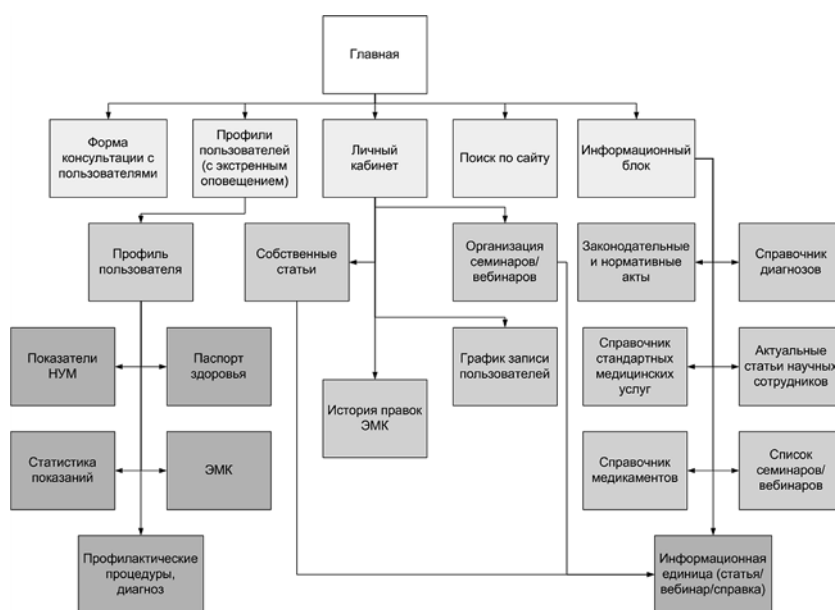 Главная
Форма
консультации с
пользователями
Профили
пользователей
(с экстренным
оповещением)
Личный
кабинет
Поиск по сайту
Информационный
блок
Профиль
пользователя
Собственные
статьи
Организация
семинаров/
вебинаров
Законодательные
и нормативные
акты
Справочник
диагнозов
Показатели
НУМ
Паспорт
здоровья
График записи
пользователей
Справочник
стандартных
медицинских
услуг
Актуальные
статьи научных
сотрудников
История правок
ЭМК
Статистика
показаний
ЭМК
Справочник
медикаментов
Список
семинаров/
вебинаров
Профилактические
процедуры,
диагноз
Информационная
единица (статья/
вебинар/справка)